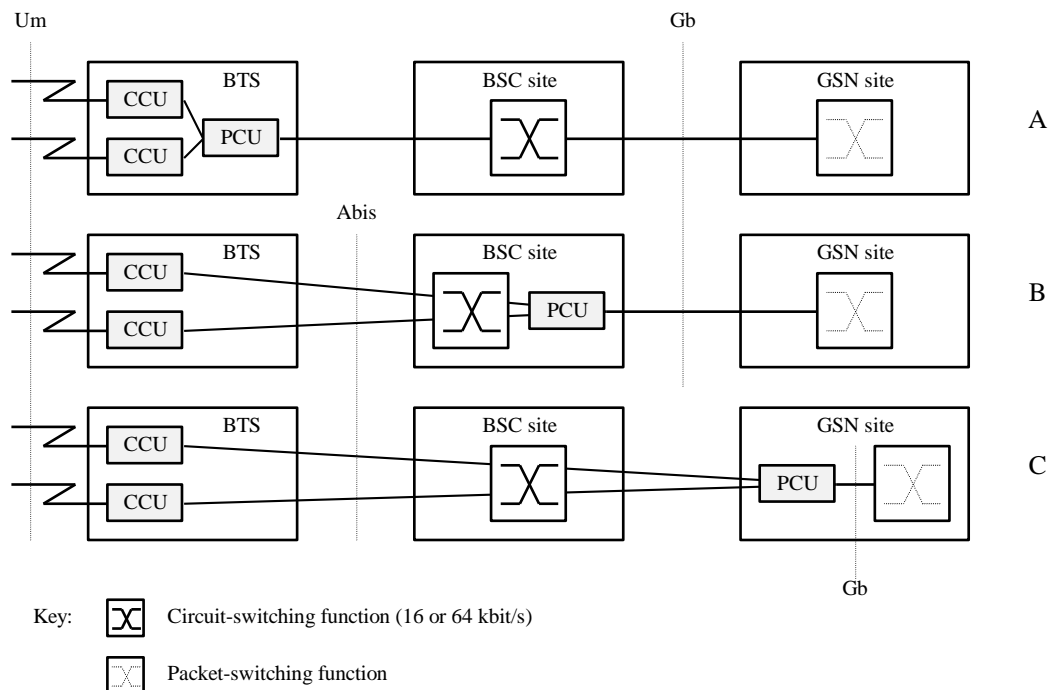 Um
Gb
BTS
BSC site
GSN site
CCU
CCU
PCU
A
Abis
BTS
BSC site
GSN site
CCU
CCU
PCU
B
BTS
BSC site
GSN site
CCU
CCU
PCU
C
Gb
Key:
Circuit-switching function (16 or 64 kbit/s)
Packet-switching function